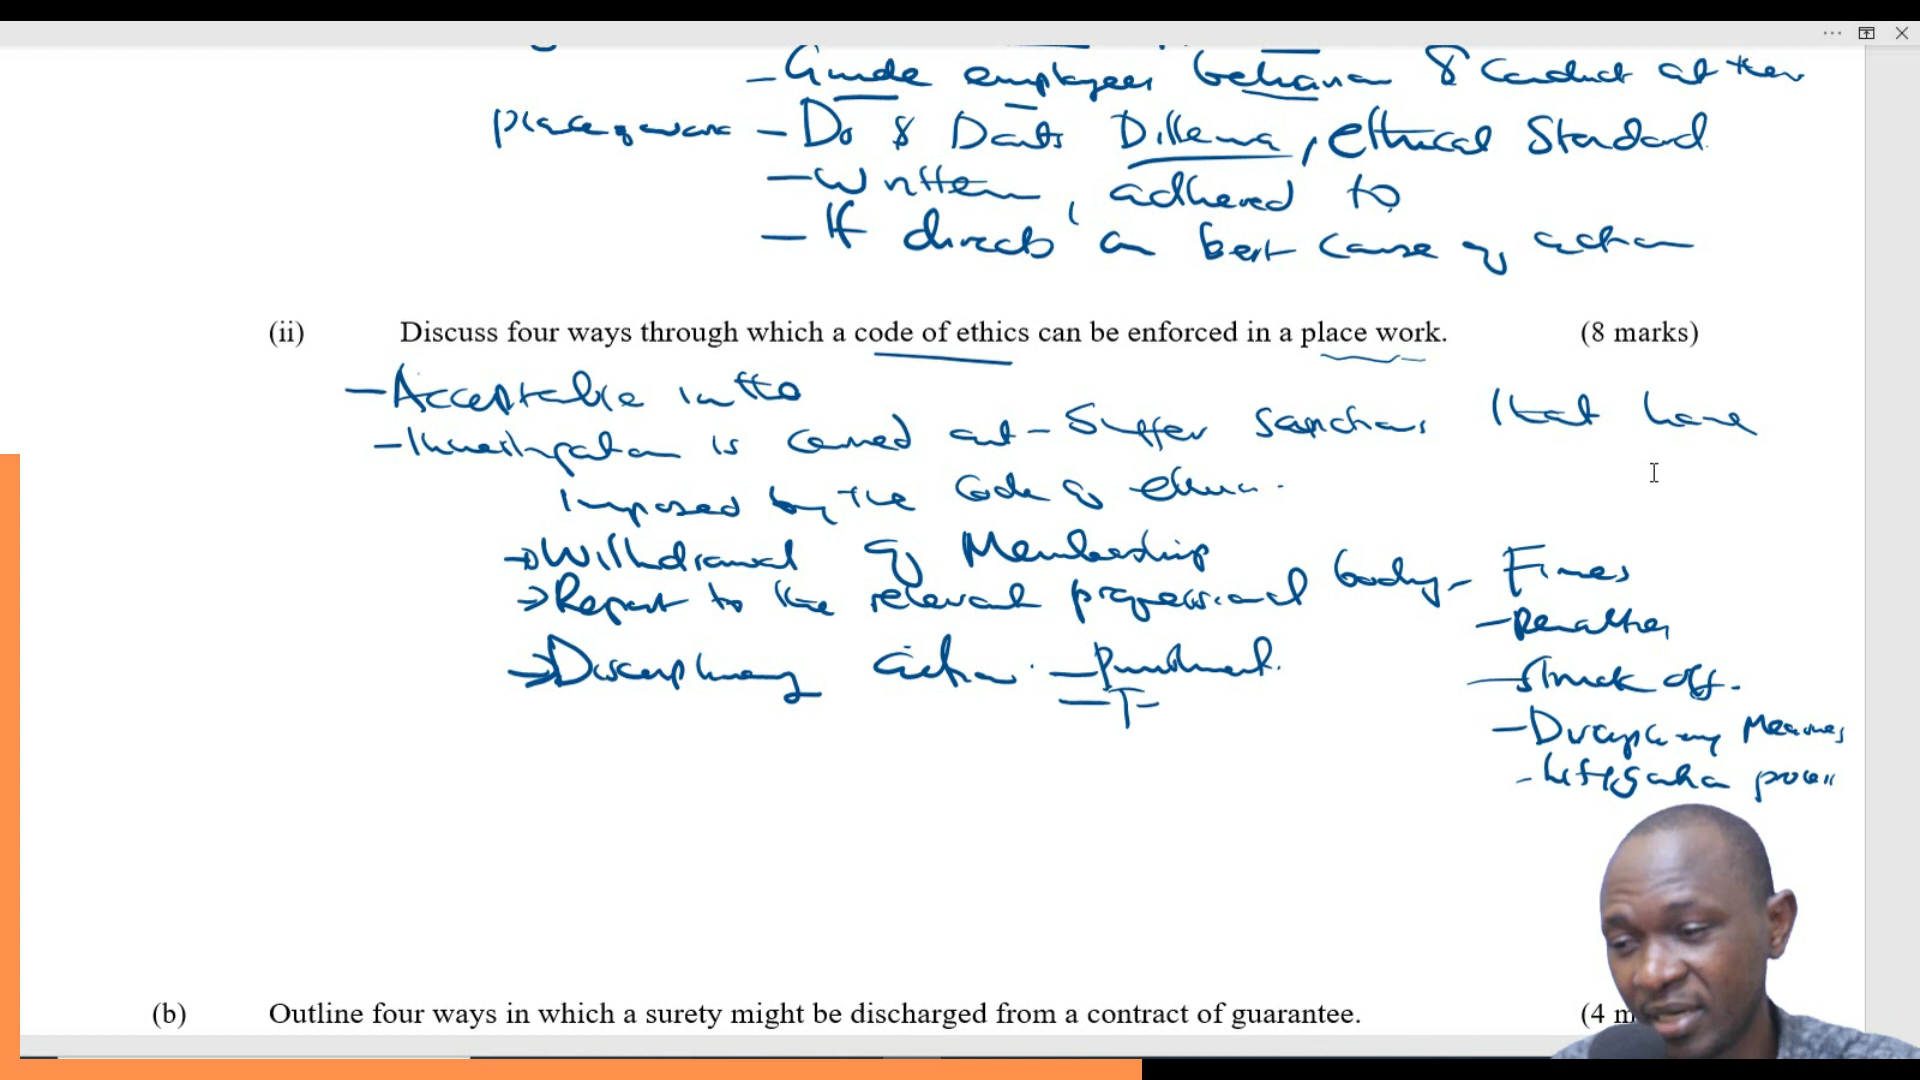 - Guide employees behavior & Conduct at their
place of work - Do & Don'ts Dillema, ethical Standard
- Written, adhered to
- It directs on best cause of action
(ii) Discuss four ways through which a code of ethics can be enforced in a place work. (8 marks)
- Acceptable in the
- Investigation is carried out - Suffer Sanctions that have
imposed by the Code of ethics.
→ Withdrawal of Membership
→ Report to the relevant professional body - Fines
- Penalties
→ Disciplinary action. - Punishment.
- Struck off.
- T
- Disciplinary Measures
- Litigation
(b) Outline four ways in which a surety might be discharged from a contract of guarantee. (4 m